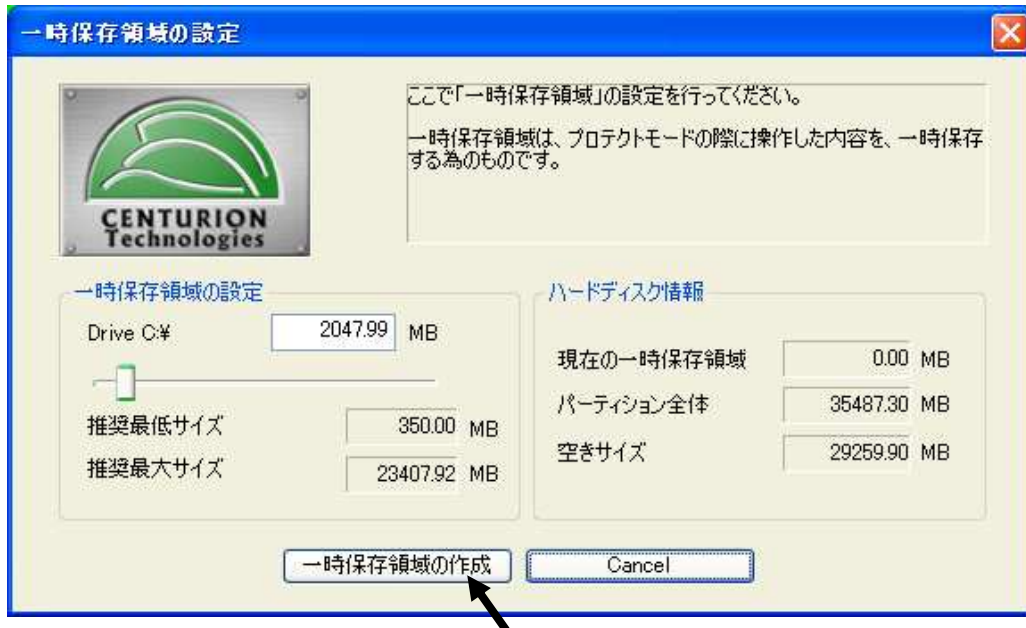 一時保存領域の設定
CENTURION
Technologies
ここで「一時保存領域」の設定を行ってください。
一時保存領域は、プロテクトモードの際に操作した内容を、一時保存
する為のものです。
一時保存領域の設定
Drive C:¥ 2047.99 MB
推奨最低サイズ 350.00 MB
推奨最大サイズ 23407.92 MB
ハードディスク情報
現在の一時保存領域 0.00 MB
パーティション全体 35487.30 MB
空きサイズ 29259.90 MB
一時保存領域の作成
Cancel